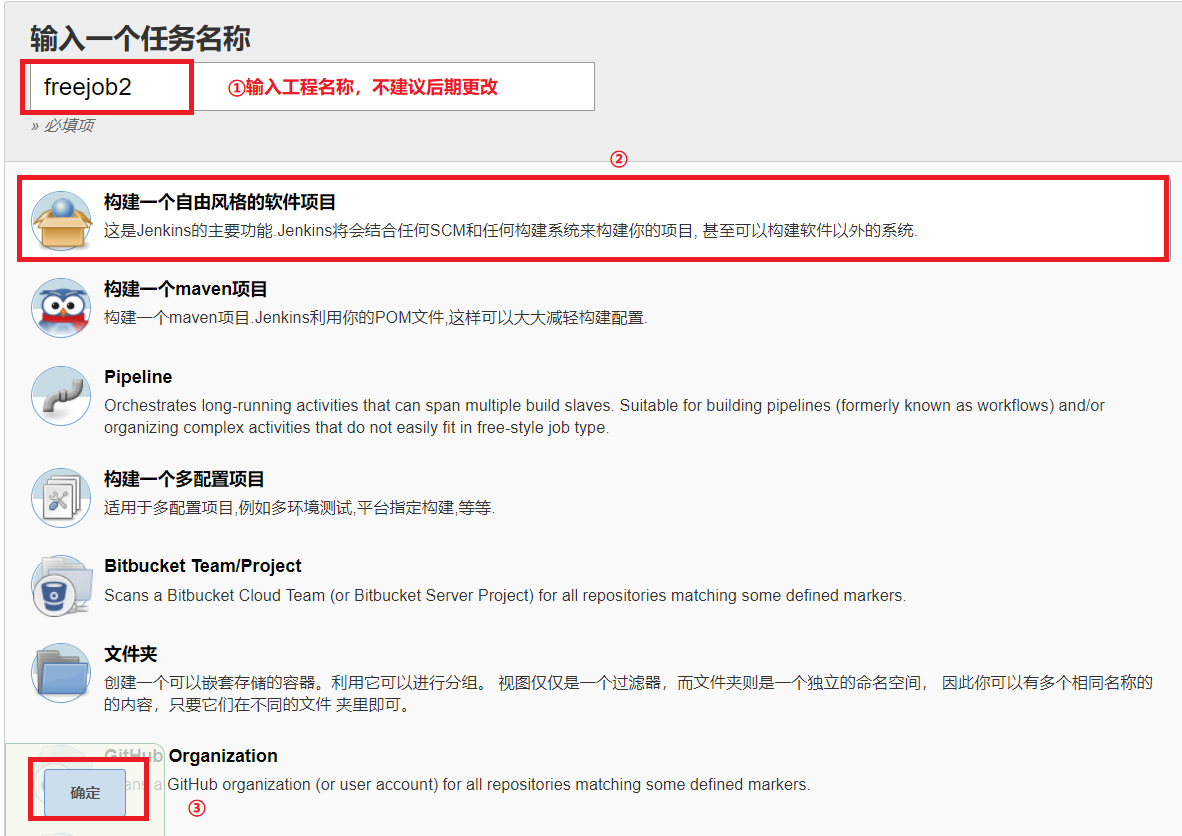 输入一个任务名称
freejob2
①输入工程名称，不建议后期更改
» 必填项
②
构建一个自由风格的软件项目
这是Jenkins的主要功能.Jenkins将会结合任何SCM和任何构建系统来构建你的项目, 甚至可以构建软件以外的系统.
构建一个maven项目
构建一个maven项目.Jenkins利用你的POM文件,这样可以大大减轻构建配置.
Pipeline
Orchestrates long-running activities that can span multiple build slaves. Suitable for building pipelines (formerly known as workflows) and/or
organizing complex activities that do not easily fit in free-style job type.
构建一个多配置项目
适用于多配置项目,例如多环境测试,平台指定构建,等等.
Bitbucket Team/Project
Scans a Bitbucket Cloud Team (or Bitbucket Server Project) for all repositories matching some defined markers.
文件夹
创建一个可以嵌套存储的容器。利用它可以进行分组。 视图仅仅是一个过滤器，而文件夹则是一个独立的命名空间， 因此你可以有多个相同名称的
的内容，只要它们在不同的文件 夹里即可。
GitHub Organization
a GitHub organization (or user account) for all repositories matching some defined markers.
确定
③